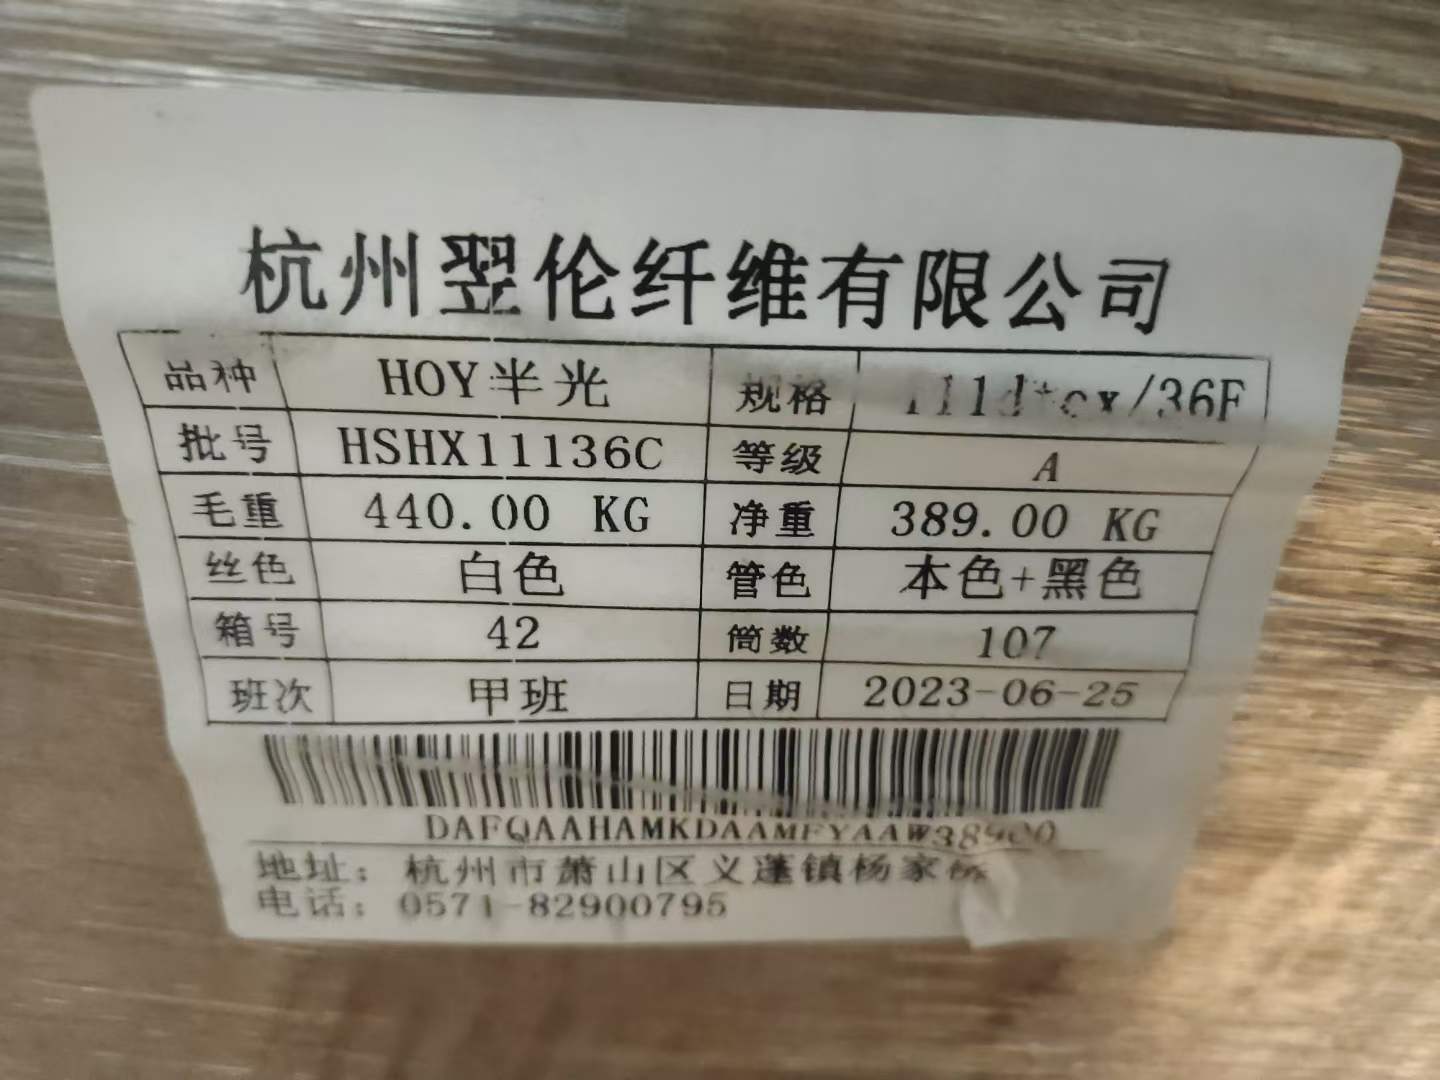 杭州翌伦纤维有限公司
品种 HOY半光 规格 111dtex/36F
批号 HSHX11136C 等级 A
毛重 440.00 KG 净重 389.00 KG
丝色 白色 管色 本色+黑色
箱号 42 筒数 107
班次 甲班 日期 2023-06-25
DAFQAAHAMKDAAMFYAAW38900
地址：杭州市萧山区义蓬镇杨家桥
电话：0571-82900795